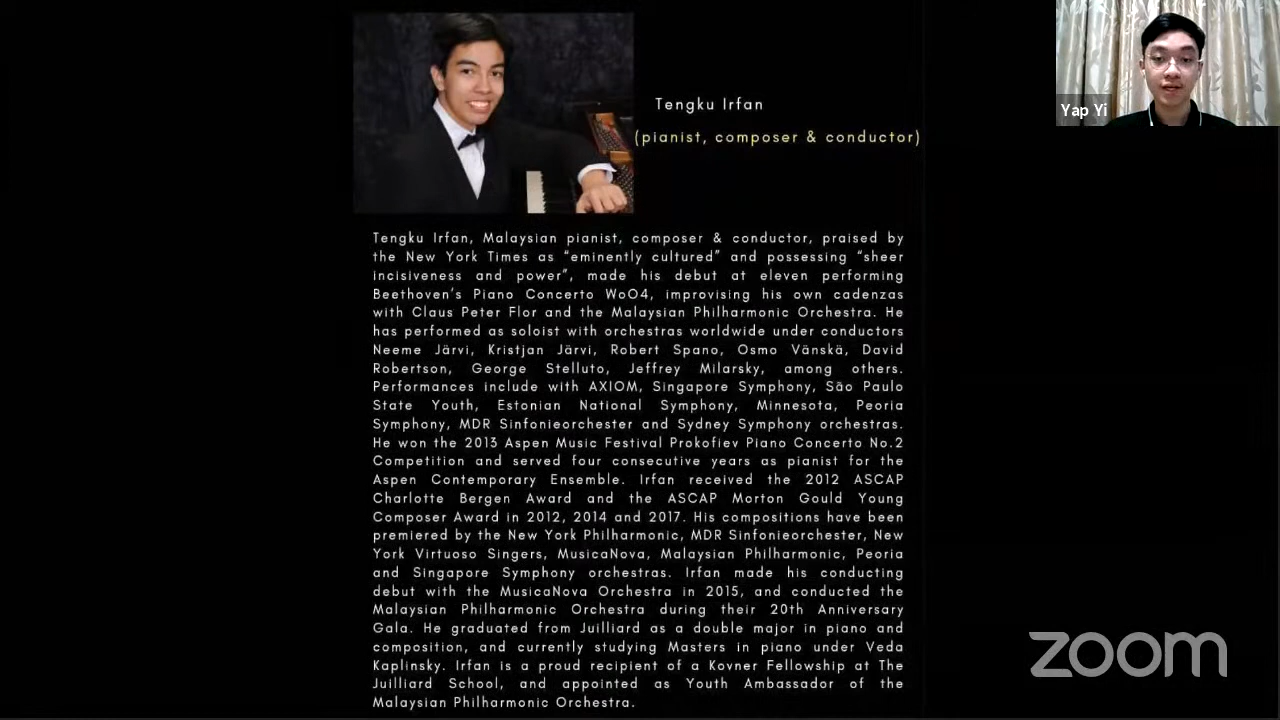 Tengku Irfan
(pianist, composer & conductor)
Yap Yi
Tengku Irfan, Malaysian pianist, composer & conductor, praised by
the New York Times as “eminently cultured” and possessing “sheer
incisiveness and power”, made his debut at eleven performing
Beethoven’s Piano Concerto WoO4, improvising his own cadenzas
with Claus Peter Flor and the Malaysian Philharmonic Orchestra. He
has performed as soloist with orchestras worldwide under conductors
Neeme Järvi, Kristjan Järvi, Robert Spano, Osmo Vänskä, David
Robertson, George Stelluto, Jeffrey Milarsky, among others.
Performances include with AXIOM, Singapore Symphony, São Paulo
State Youth, Estonian National Symphony, Minnesota, Peoria
Symphony, MDR Sinfonieorchester and Sydney Symphony orchestras.
He won the 2013 Aspen Music Festival Prokofiev Piano Concerto No.2
Competition and served four consecutive years as pianist for the
Aspen Contemporary Ensemble. Irfan received the 2012 ASCAP
Charlotte Bergen Award and the ASCAP Morton Gould Young
Composer Award in 2012, 2014 and 2017. His compositions have been
premiered by the New York Philharmonic, MDR Sinfonieorchester, New
York Virtuoso Singers, MusicaNova, Malaysian Philharmonic, Peoria
and Singapore Symphony orchestras. Irfan made his conducting
debut with the MusicaNova Orchestra in 2015, and conducted the
Malaysian Philharmonic Orchestra during their 20th Anniversary
Gala. He graduated from Juilliard as a double major in piano and
composition, and currently studying Masters in piano under Veda
Kaplinsky. Irfan is a proud recipient of a Kovner Fellowship at The
Juilliard School, and appointed as Youth Ambassador of the
Malaysian Philharmonic Orchestra.
zoom